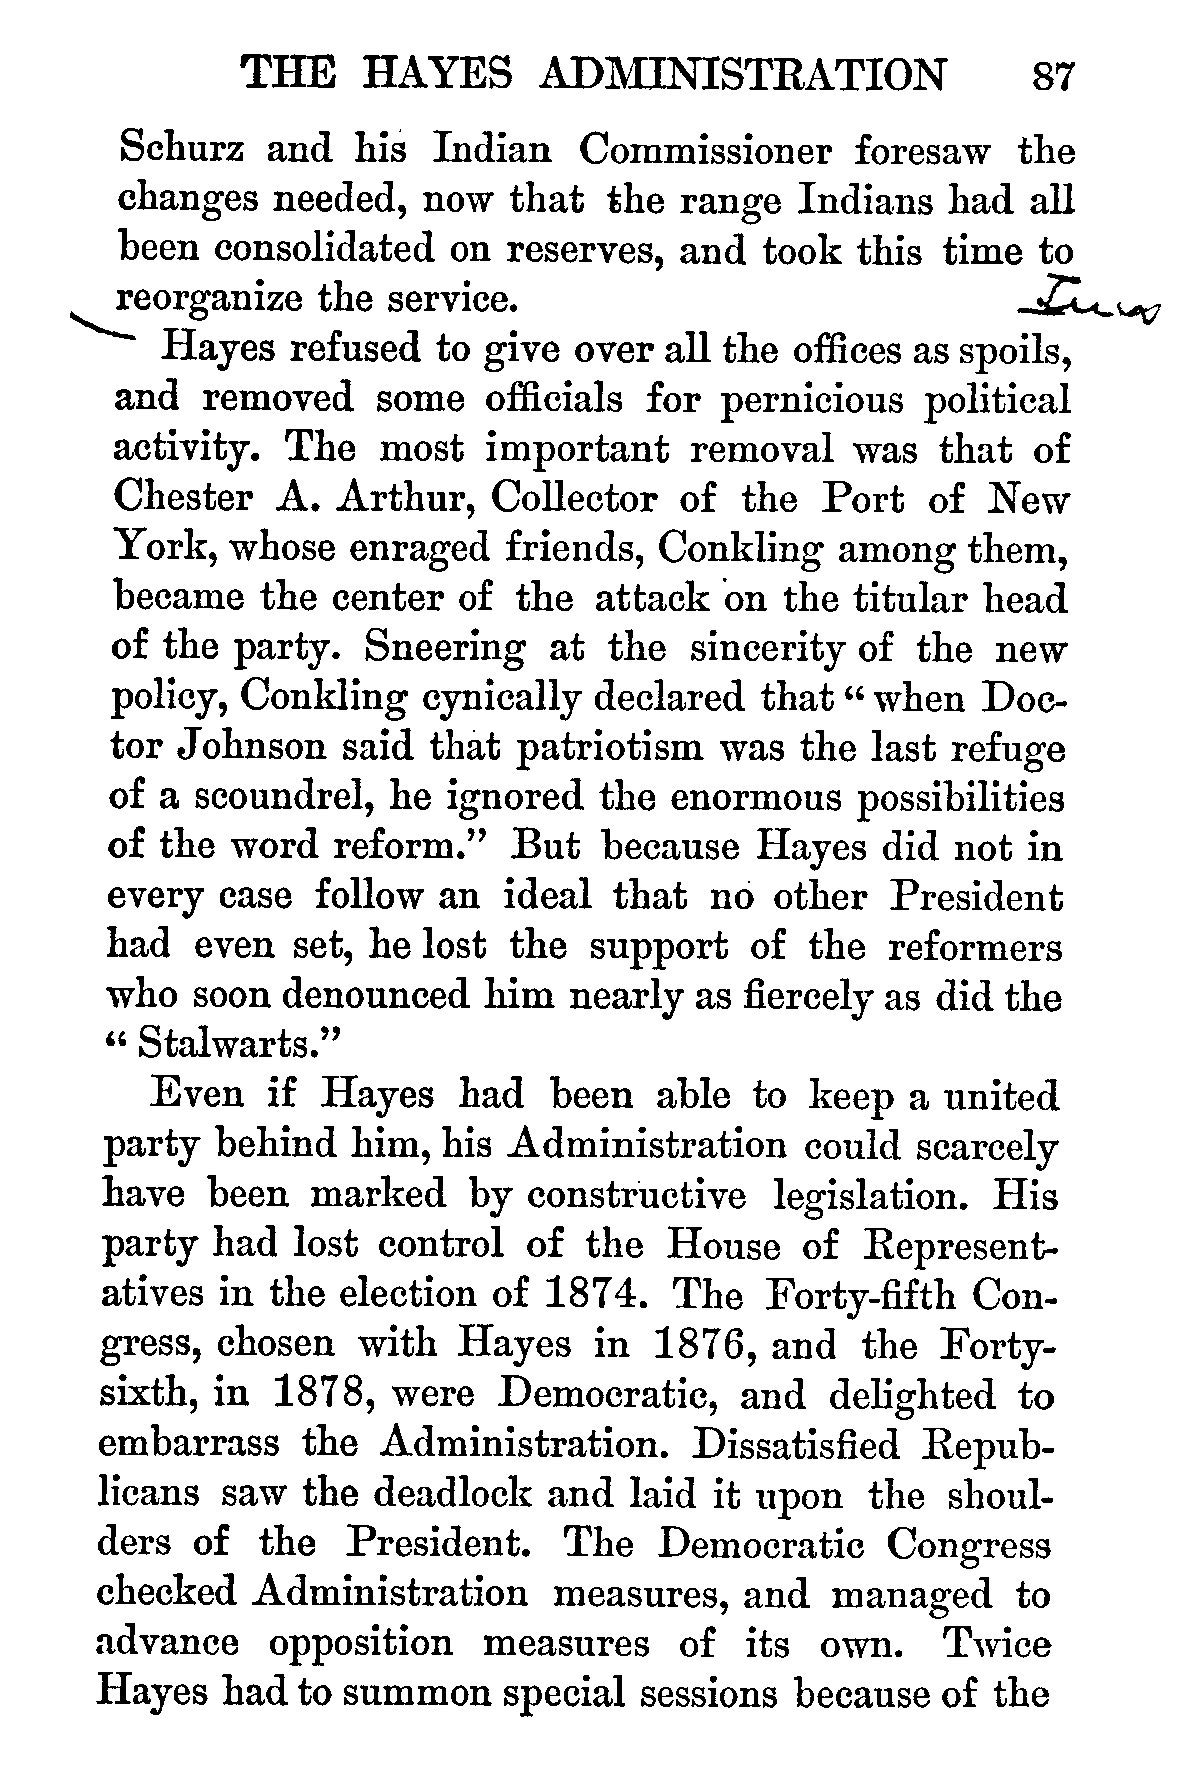 THE HAYES ADMINISTRATION 87
Schurz and his Indian Commissioner foresaw the
changes needed, now that the range Indians had all
been consolidated on reserves, and took this time to
reorganize the service.
Hayes refused to give over all the offices as spoils,
and removed some officials for pernicious political
activity. The most important removal was that of
Chester A. Arthur, Collector of the Port of New
York, whose enraged friends, Conkling among them,
became the center of the attack on the titular head
of the party. Sneering at the sincerity of the new
policy, Conkling cynically declared that “ when Doc-
tor Johnson said that patriotism was the last refuge
of a scoundrel, he ignored the enormous possibilities
of the word reform.” But because Hayes did not in
every case follow an ideal that no other President
had even set, he lost the support of the reformers
who soon denounced him nearly as fiercely as did the
“ Stalwarts.”
Even if Hayes had been able to keep a united
party behind him, his Administration could scarcely
have been marked by constructive legislation. His
party had lost control of the House of Represent-
atives in the election of 1874. The Forty-fifth Con-
gress, chosen with Hayes in 1876, and the Forty-
sixth, in 1878, were Democratic, and delighted to
embarrass the Administration. Dissatisfied Repub-
licans saw the deadlock and laid it upon the shoul-
ders of the President. The Democratic Congress
checked Administration measures, and managed to
advance opposition measures of its own. Twice
Hayes had to summon special sessions because of the